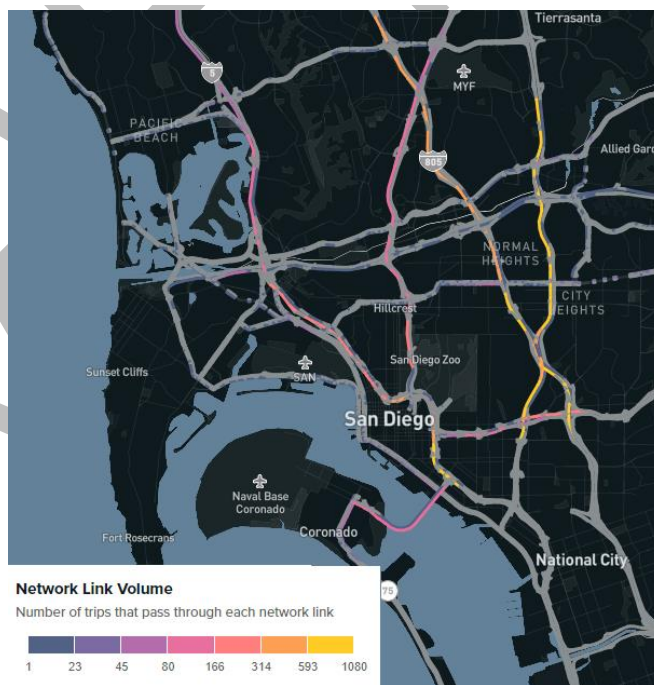 Tierrasanta
5
MYF
PACIFIC
BEACH
805
Allied Gard
NORMAL
HEIGHTS
CITY
HEIGHTS
Hillcrest
Sunset Cliffs
SAN
San Diego Zoo
San Diego
Naval Base
Coronado
Fort Rosecrans
Coronado
National City
75
Network Link Volume
Number of trips that pass through each network link
1 23 45 80 166 314 593 1080